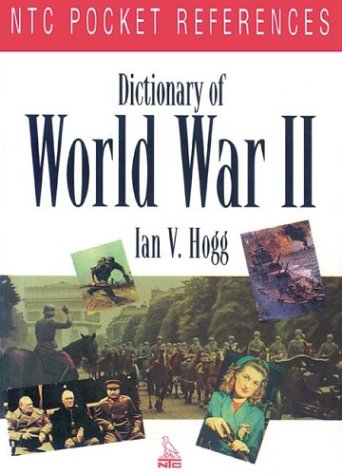 NTC POCKET REFERENCES
Dictionary of
World War II
Ian V. Hogg
NTC